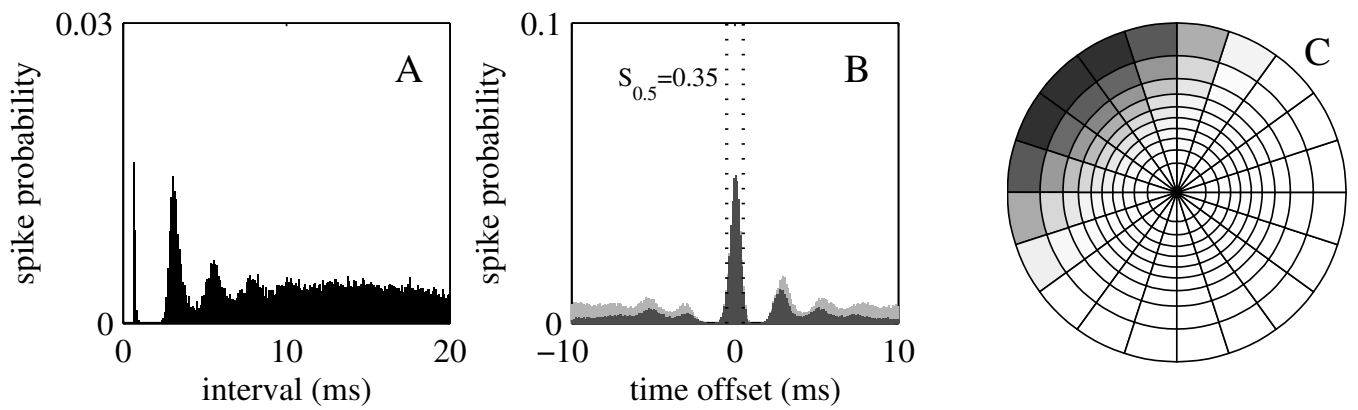 0.03
A
spike probability
0
0
10
20
interval (ms)
0.1
B
S0.5=0.35
spike probability
0
−10
0
10
time offset (ms)
C